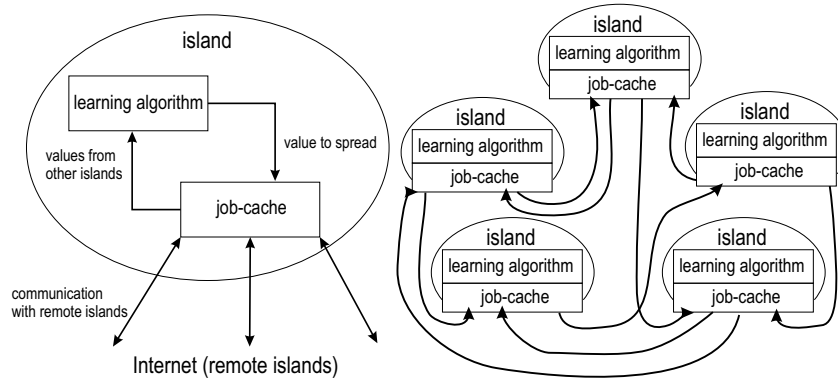 island
learning algorithm
values from
other islands
value to spread
job-cache
communication
with remote islands
Internet (remote islands)
island
learning algorithm
job-cache
island
learning algorithm
job-cache
island
learning algorithm
job-cache
island
learning algorithm
job-cache
island
learning algorithm
job-cache